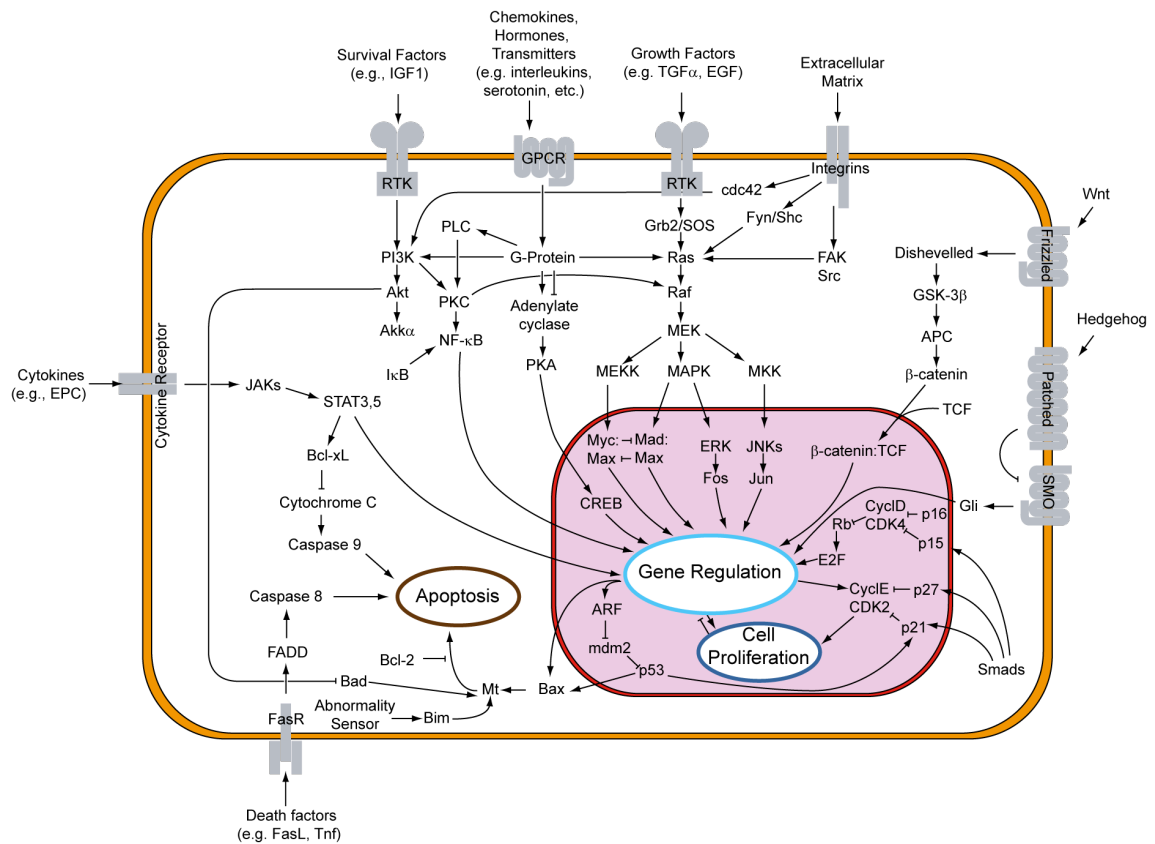 Chemokines,
Hormones,
Transmitters
(e.g. interleukins,
serotonin, etc.)
Survival Factors
(e.g., IGF1)
Growth Factors
(e.g. TGFα, EGF)
Extracellular
Matrix
RTK
GPCR
RTK
Integrins
cdc42
Fyn/Shc
Grb2/SOS
PLC
Wnt
Frizzled
Dishevelled
PI3K
G-Protein
Ras
FAK
Src
Akt
PKC
Adenylate
cyclase
Raf
GSK-3β
Akkα
NF-κB
MEK
APC
Hedgehog
IκB
PKA
MEKK
MAPK
MKK
β-catenin
Patched
Cytokines
(e.g., EPC)
Cytokine Receptor
JAKs
STAT3,5
TCF
Myc:
Max
Mad:
Max
ERK
JNKs
β-catenin:TCF
Bcl-xL
Fos
Jun
SMO
Cytochrome C
CREB
Gli
CyclD
CDK4
p16
Rb
p15
Caspase 9
E2F
Gene Regulation
Apoptosis
Caspase 8
ARF
CyclE
CDK2
p27
p21
mdm2
Cell
Proliferation
FADD
Bcl-2
p53
Smads
Bad
Mt
Bax
Abnormality
Sensor
Bim
FasR
Death factors
(e.g. FasL, Tnf)